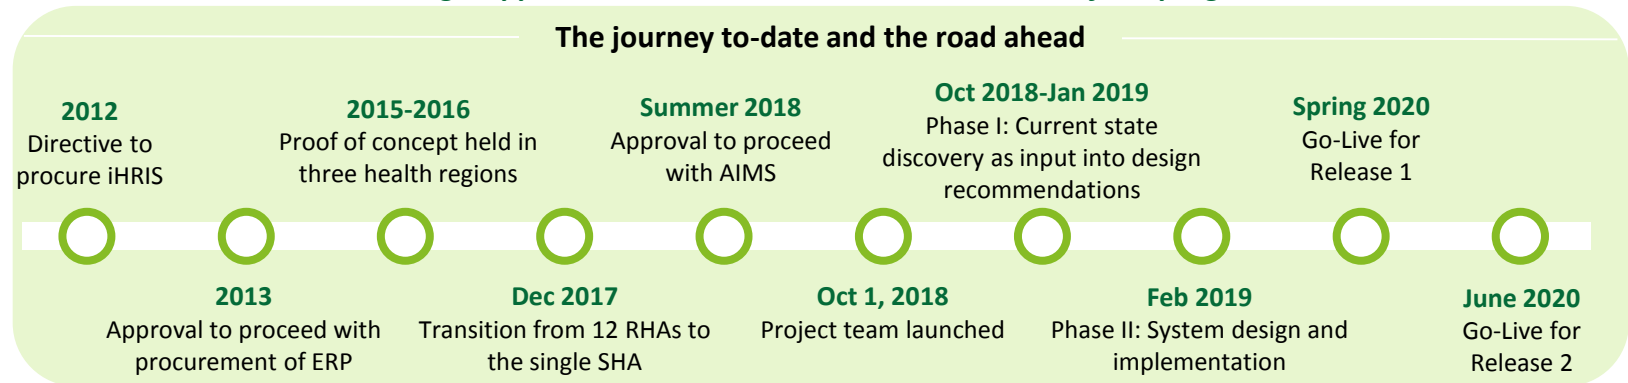 The journey to-date and the road ahead
2012
Directive to
procure iHRIS
2013
Approval to proceed with
procurement of ERP
2015-2016
Proof of concept held in
three health regions
Dec 2017
Transition from 12 RHAs to
the single SHA
Summer 2018
Approval to proceed
with AIMS
Oct 1, 2018
Project team launched
Oct 2018-Jan 2019
Phase I: Current state
discovery as input into design
recommendations
Feb 2019
Phase II: System design and
implementation
Spring 2020
Go-Live for
Release 1
June 2020
Go-Live for
Release 2